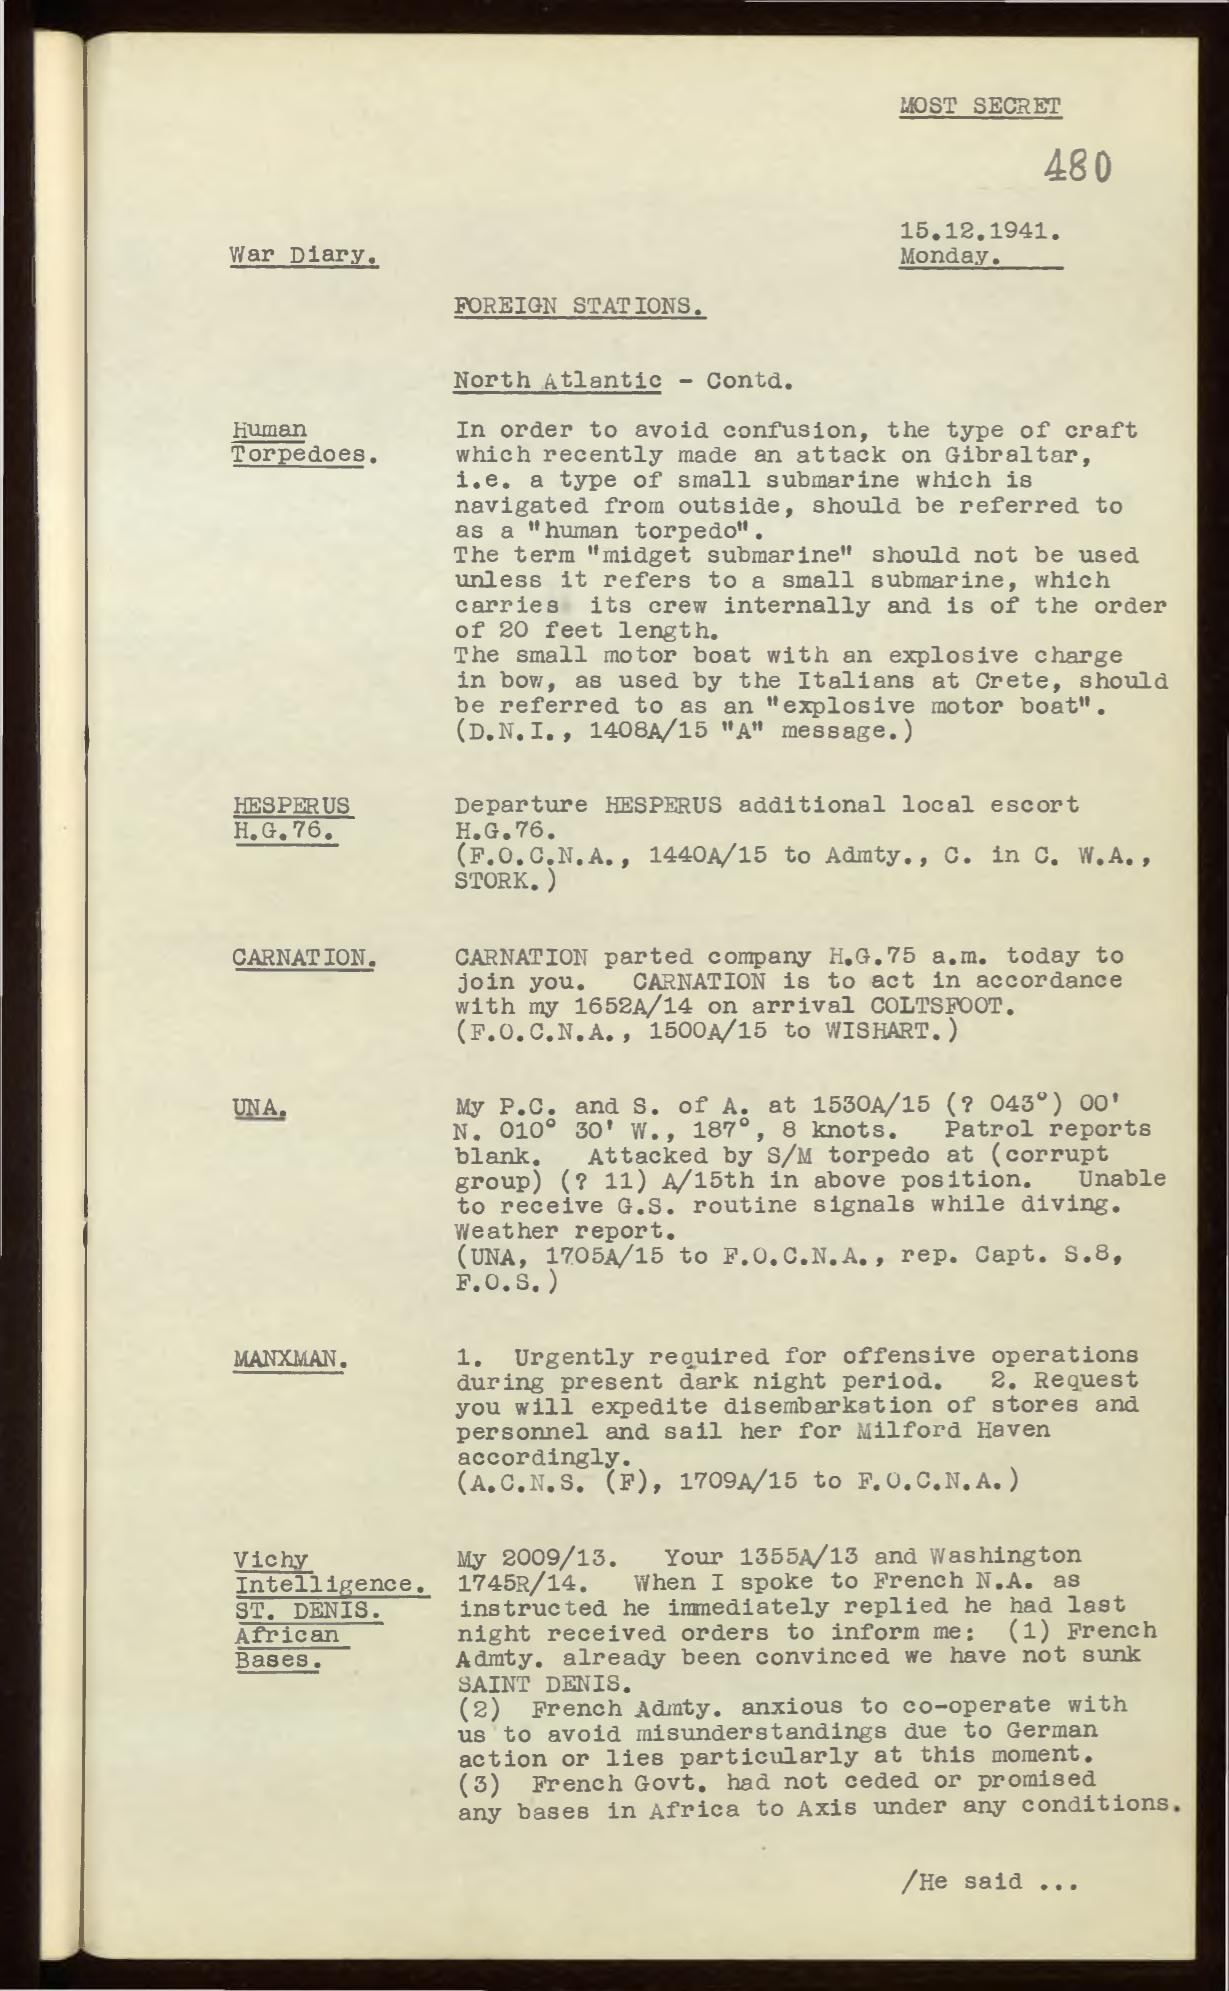 MOST SECRET
480
15.12.1941.
War Diary.
Monday.
FOREIGN STATIONS.
North Atlantic - Contd.
Human
Torpedoes.
In order to avoid confusion, the type of craft
which recently made an attack on Gibraltar,
i.e. a type of small submarine which is
navigated from outside, should be referred to
as a "human torpedo".
The term "midget submarine" should not be used
unless it refers to a small submarine, which
carries its crew internally and is of the order
of 20 feet length.
The small motor boat with an explosive charge
in bow, as used by the Italians at Crete, should
be referred to as an "explosive motor boat".
(D.N.I., 1408A/15 "A" message.)
HESPERUS
H.G.76.
Departure HESPERUS additional local escort
H.G.76.
(F.O.C.N.A., 1440A/15 to Admty., C. in C. W.A.,
STORK.)
CARNATION.
CARNATION parted company H.G.75 a.m. today to
join you. CARNATION is to act in accordance
with my 1652A/14 on arrival COLTSFOOT.
(F.O.C.N.A., 1500A/15 to WISHART.)
UNA.
My P.C. and S. of A. at 1530A/15 (? 043°) 00'
N. 010° 30' W., 187°, 8 knots. Patrol reports
blank. Attacked by S/M torpedo at (corrupt
group) (? 11) A/15th in above position. Unable
to receive G.S. routine signals while diving.
Weather report.
(UNA, 1705A/15 to F.O.C.N.A., rep. Capt. S.8,
F.O.S.)
MANXMAN.
1. Urgently required for offensive operations
during present dark night period. 2. Request
you will expedite disembarkation of stores and
personnel and sail her for Milford Haven
accordingly.
(A.C.N.S. (F), 1709A/15 to F.O.C.N.A.)
Vichy
Intelligence.
ST. DENIS.
African
Bases.
My 2009/13. Your 1355A/13 and Washington
1745R/14. When I spoke to French N.A. as
instructed he immediately replied he had last
night received orders to inform me: (1) French
Admty. already been convinced we have not sunk
SAINT DENIS.
(2) French Admty. anxious to co-operate with
us to avoid misunderstandings due to German
action or lies particularly at this moment.
(3) French Govt. had not ceded or promised
any bases in Africa to Axis under any conditions.
/He said ...